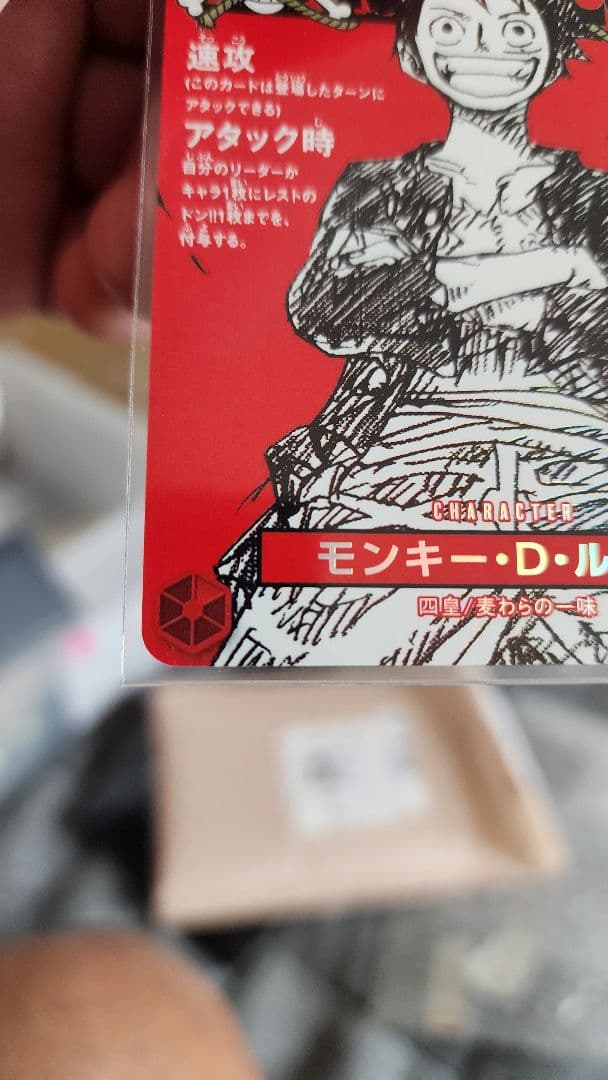 速攻
(このカードは登場したターンに
アタックできる)
アタック時
自分のリーダーか
キャラ1枚にレストの
ドン!!1枚までを、
付与する。
CHARACTER
モンキー・D・ル
四皇/麦わらの一味